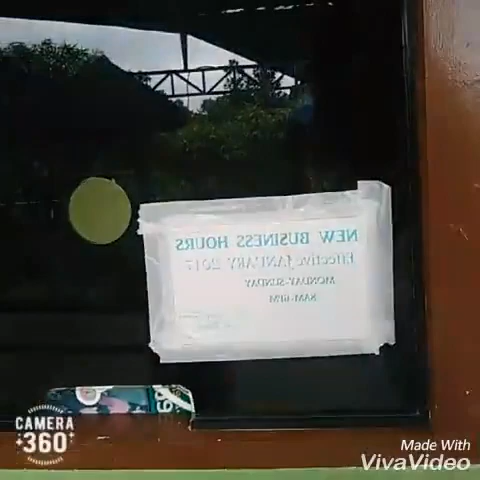 NEW BUSINESS HOURS
Effective JANUARY 2017
MONDAY-SUNDAY
8AM-6PM
CAMERA
360
Made With
VivaVideo